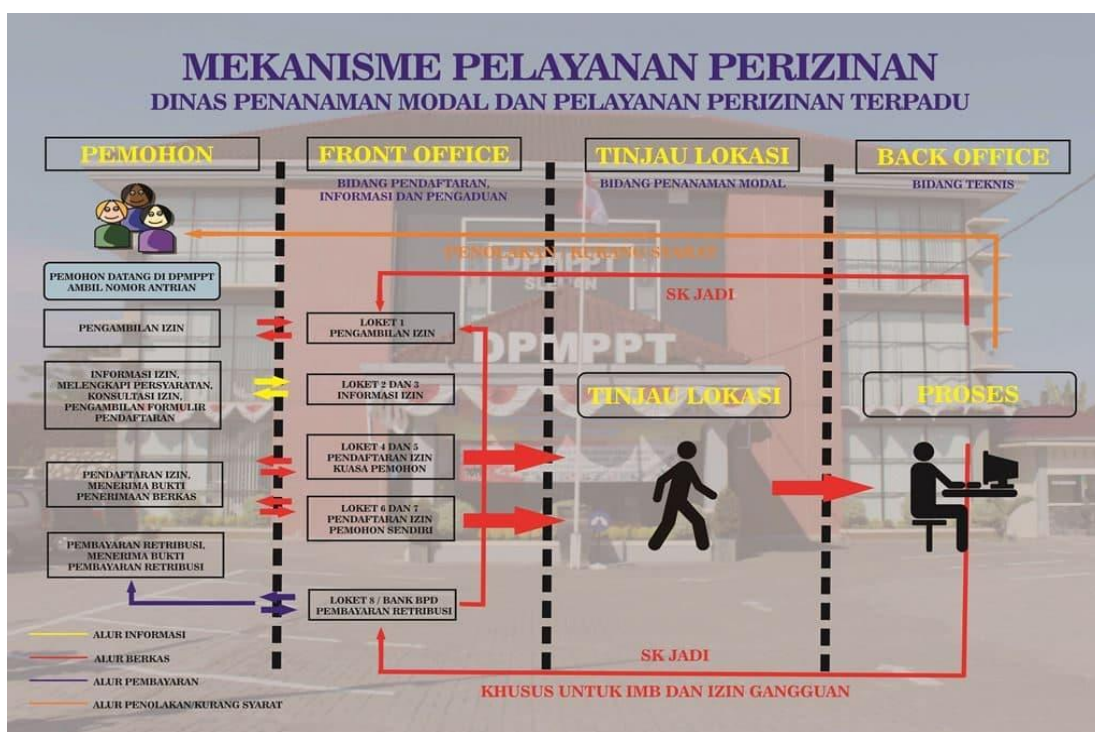 MEKANISME PELAYANAN PERIZINAN
DINAS PENANAMAN MODAL DAN PELAYANAN PERIZINAN TERPADU
PEMOHON
FRONT OFFICE
BIDANG PENDAFTARAN,
INFORMASI DAN PENGADUAN
TINJAU LOKASI
BIDANG PENANAMAN MODAL
BACK OFFICE
BIDANG TEKNIS
PENOLAKAN / KURANG SYARAT
DPMPPT
SLEMAN
SK JADI
DPMPPT
PEMOHON DATANG DI DPMPPT
AMBIL NOMOR ANTRIAN
PENGAMBILAN IZIN
INFORMASI IZIN,
MELENGKAPI PERSYARATAN,
KONSULTASI IZIN,
PENGAMBILAN FORMULIR
PENDAFTARAN
PENDAFTARAN IZIN,
MENERIMA BUKTI
PENERIMAAN BERKAS
PEMBAYARAN RETRIBUSI,
MENERIMA BUKTI
PEMBAYARAN RETRIBUSI
LOKET 1
PENGAMBILAN IZIN
LOKET 2 DAN 3
INFORMASI IZIN
LOKET 4 DAN 5
PENDAFTARAN IZIN
KUASA PEMOHON
LOKET 6 DAN 7
PENDAFTARAN IZIN
PEMOHON SENDIRI
LOKET 8 / BANK BPD
PEMBAYARAN RETRIBUSI
TINJAU LOKASI
PROSES
SK JADI
KHUSUS UNTUK IMB DAN IZIN GANGGUAN
ALUR INFORMASI
ALUR BERKAS
ALUR PEMBAYARAN
ALUR PENOLAKAN/KURANG SYARAT